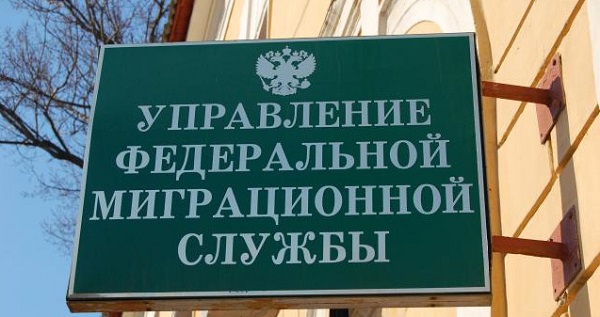 УПРАВЛЕНИЕ
ФЕДЕРАЛЬНОЙ
МИГРАЦИОННОЙ
СЛУЖБЫ